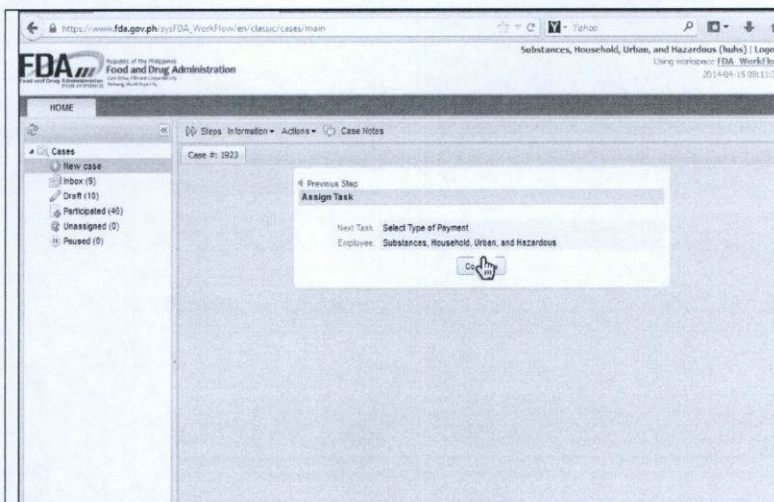 https://www.fda.gov.ph/sysFDA_WorkFlow/en/classic/cases/main
Yahoo
FDA
Republic of the Philippines
Food and Drug Administration
Substances, Household, Urban, and Hazardous (huhs) | Logo
Using workspace FDA_WorkFlo
2014-04-15 09:11:3
HOME
Steps Information Actions Case Notes
Cases
New case
Inbox (9)
Draft (10)
Participated (46)
Unassigned (0)
Paused (0)
Case #: 1923
Previous Step
Assign Task
Next Task: Select Type of Payment
Employee: Substances, Household, Urban, and Hazardous